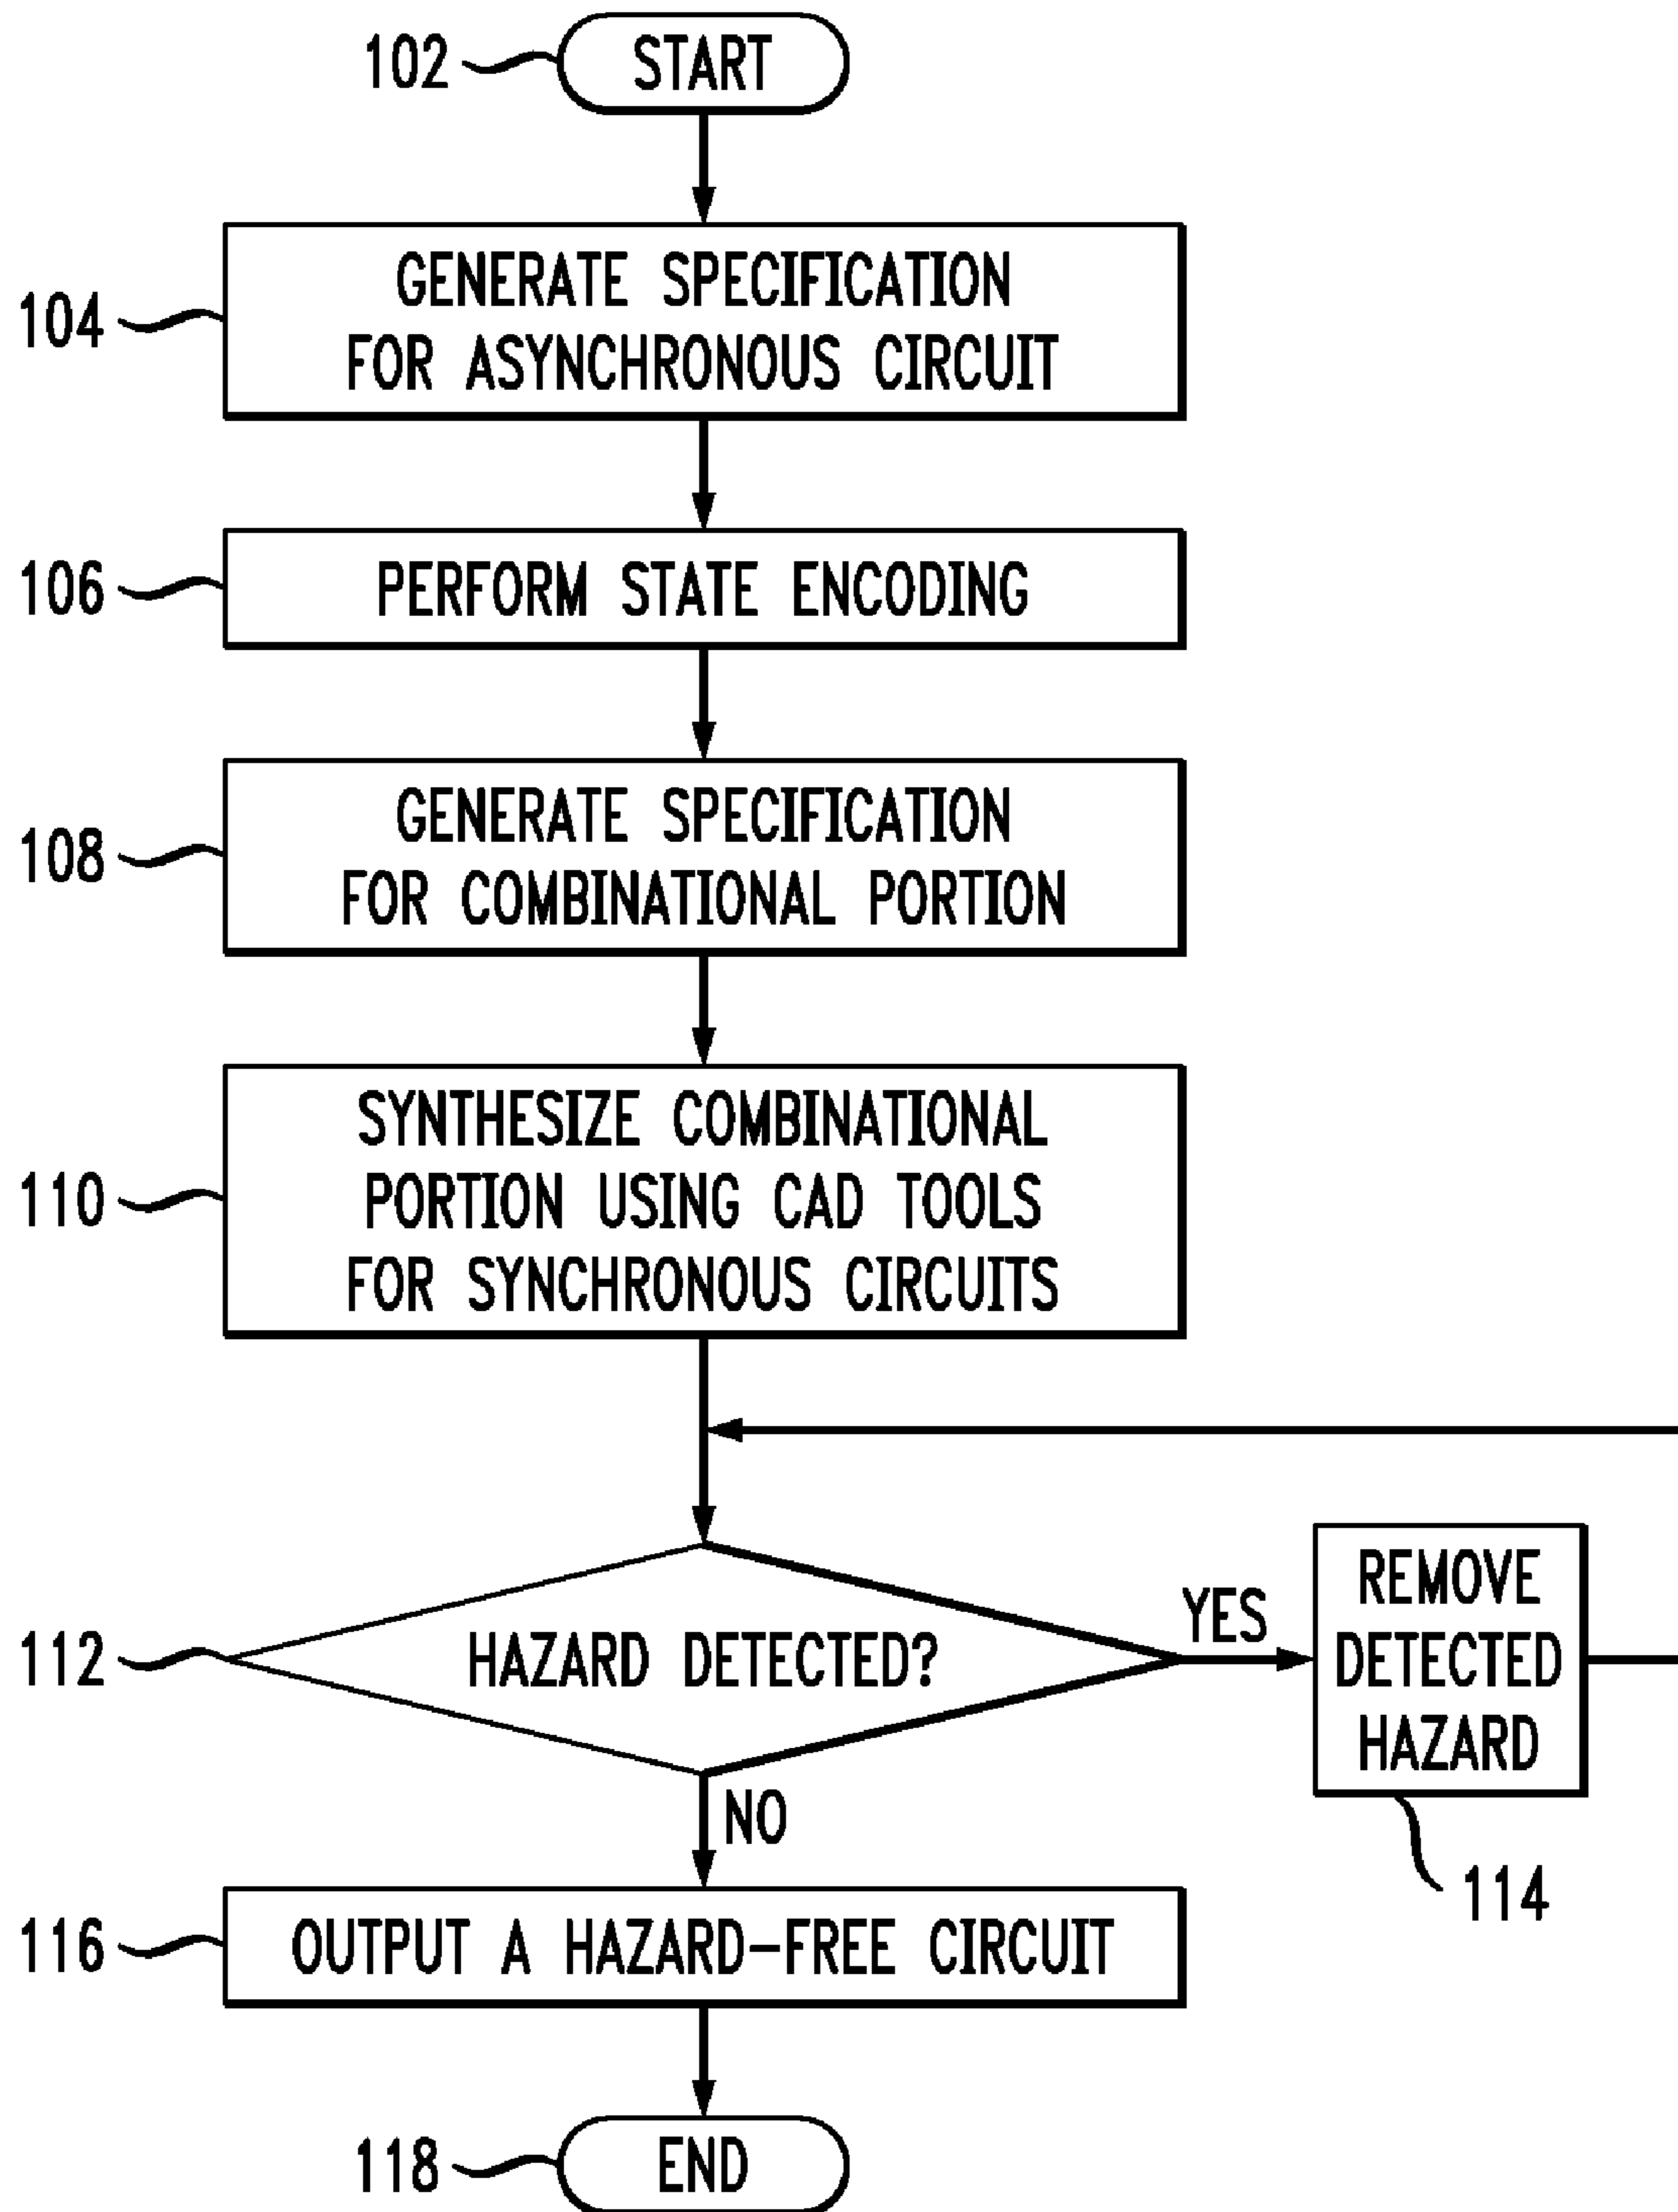 102
START
104
GENERATE SPECIFICATION
FOR ASYNCHRONOUS CIRCUIT
106
PERFORM STATE ENCODING
108
GENERATE SPECIFICATION
FOR COMBINATIONAL PORTION
110
SYNTHESIZE COMBINATIONAL
PORTION USING CAD TOOLS
FOR SYNCHRONOUS CIRCUITS
112
HAZARD DETECTED?
YES
REMOVE
DETECTED
HAZARD
114
NO
116
OUTPUT A HAZARD-FREE CIRCUIT
118
END